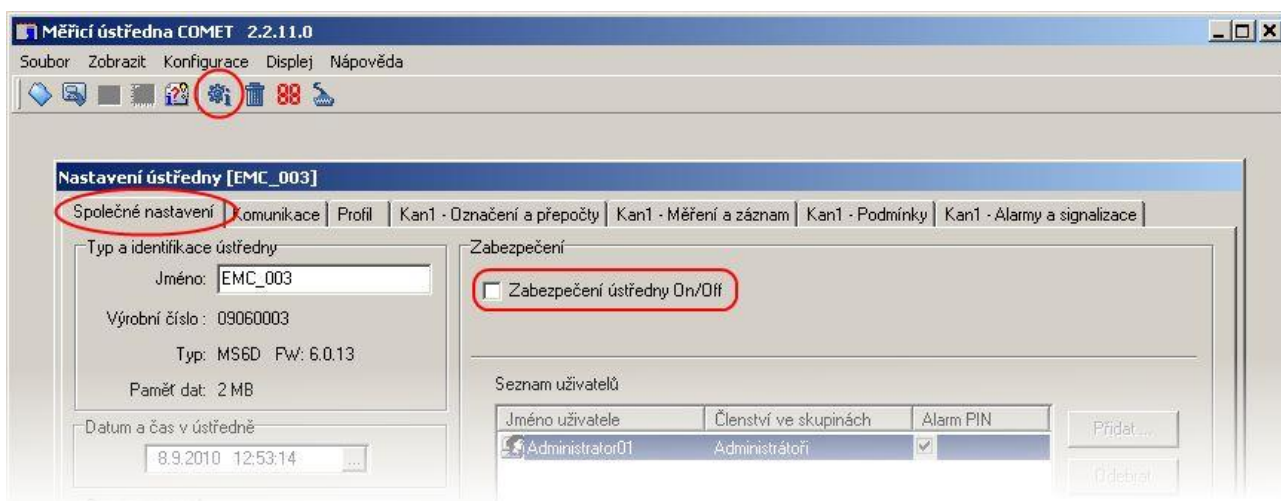 Měřicí ústředna COMET 2.2.11.0
Soubor Zobrazit Konfigurace Displej Nápověda
Nastavení ústředny [EMC_003]
Společné nastavení Komunikace Profil Kan1 - Označení a přepočty Kan1 - Měření a záznam Kan1 - Podmínky Kan1 - Alarmy a signalizace
Typ a identifikace ústředny
Jméno: EMC_003
Výrobní číslo : 09060003
Typ: MS6D FW: 6.0.13
Paměť dat: 2 MB
Datum a čas v ústředně
8.9.2010 12:53:14 ...
Zabezpečení
Zabezpečení ústředny On/Off
Seznam uživatelů
Jméno uživatele Členství ve skupinách Alarm PIN
Administrator01 Administrátoři
Přidat...
Odebrat